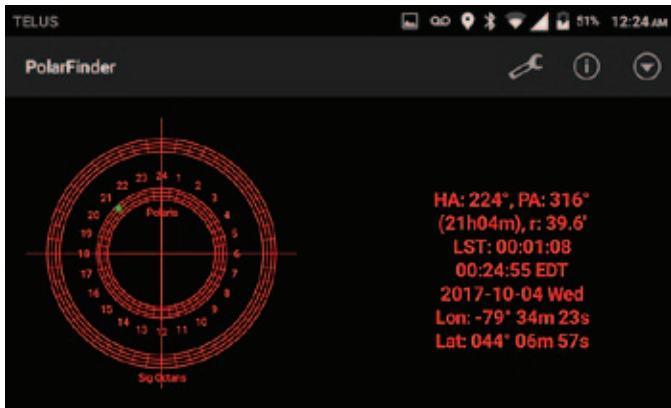 TELUS 51% 12:24 AM
PolarFinder
24 1 2 3 4 5 6 7 8 9 10 11 12 13 14 15 16 17 18 19 20 21 22 23
Polaris
Sig Octans
HA: 224°, PA: 316°
(21h04m), r: 39.6'
LST: 00:01:08
00:24:55 EDT
2017-10-04 Wed
Lon: -79° 34m 23s
Lat: 044° 06m 57s